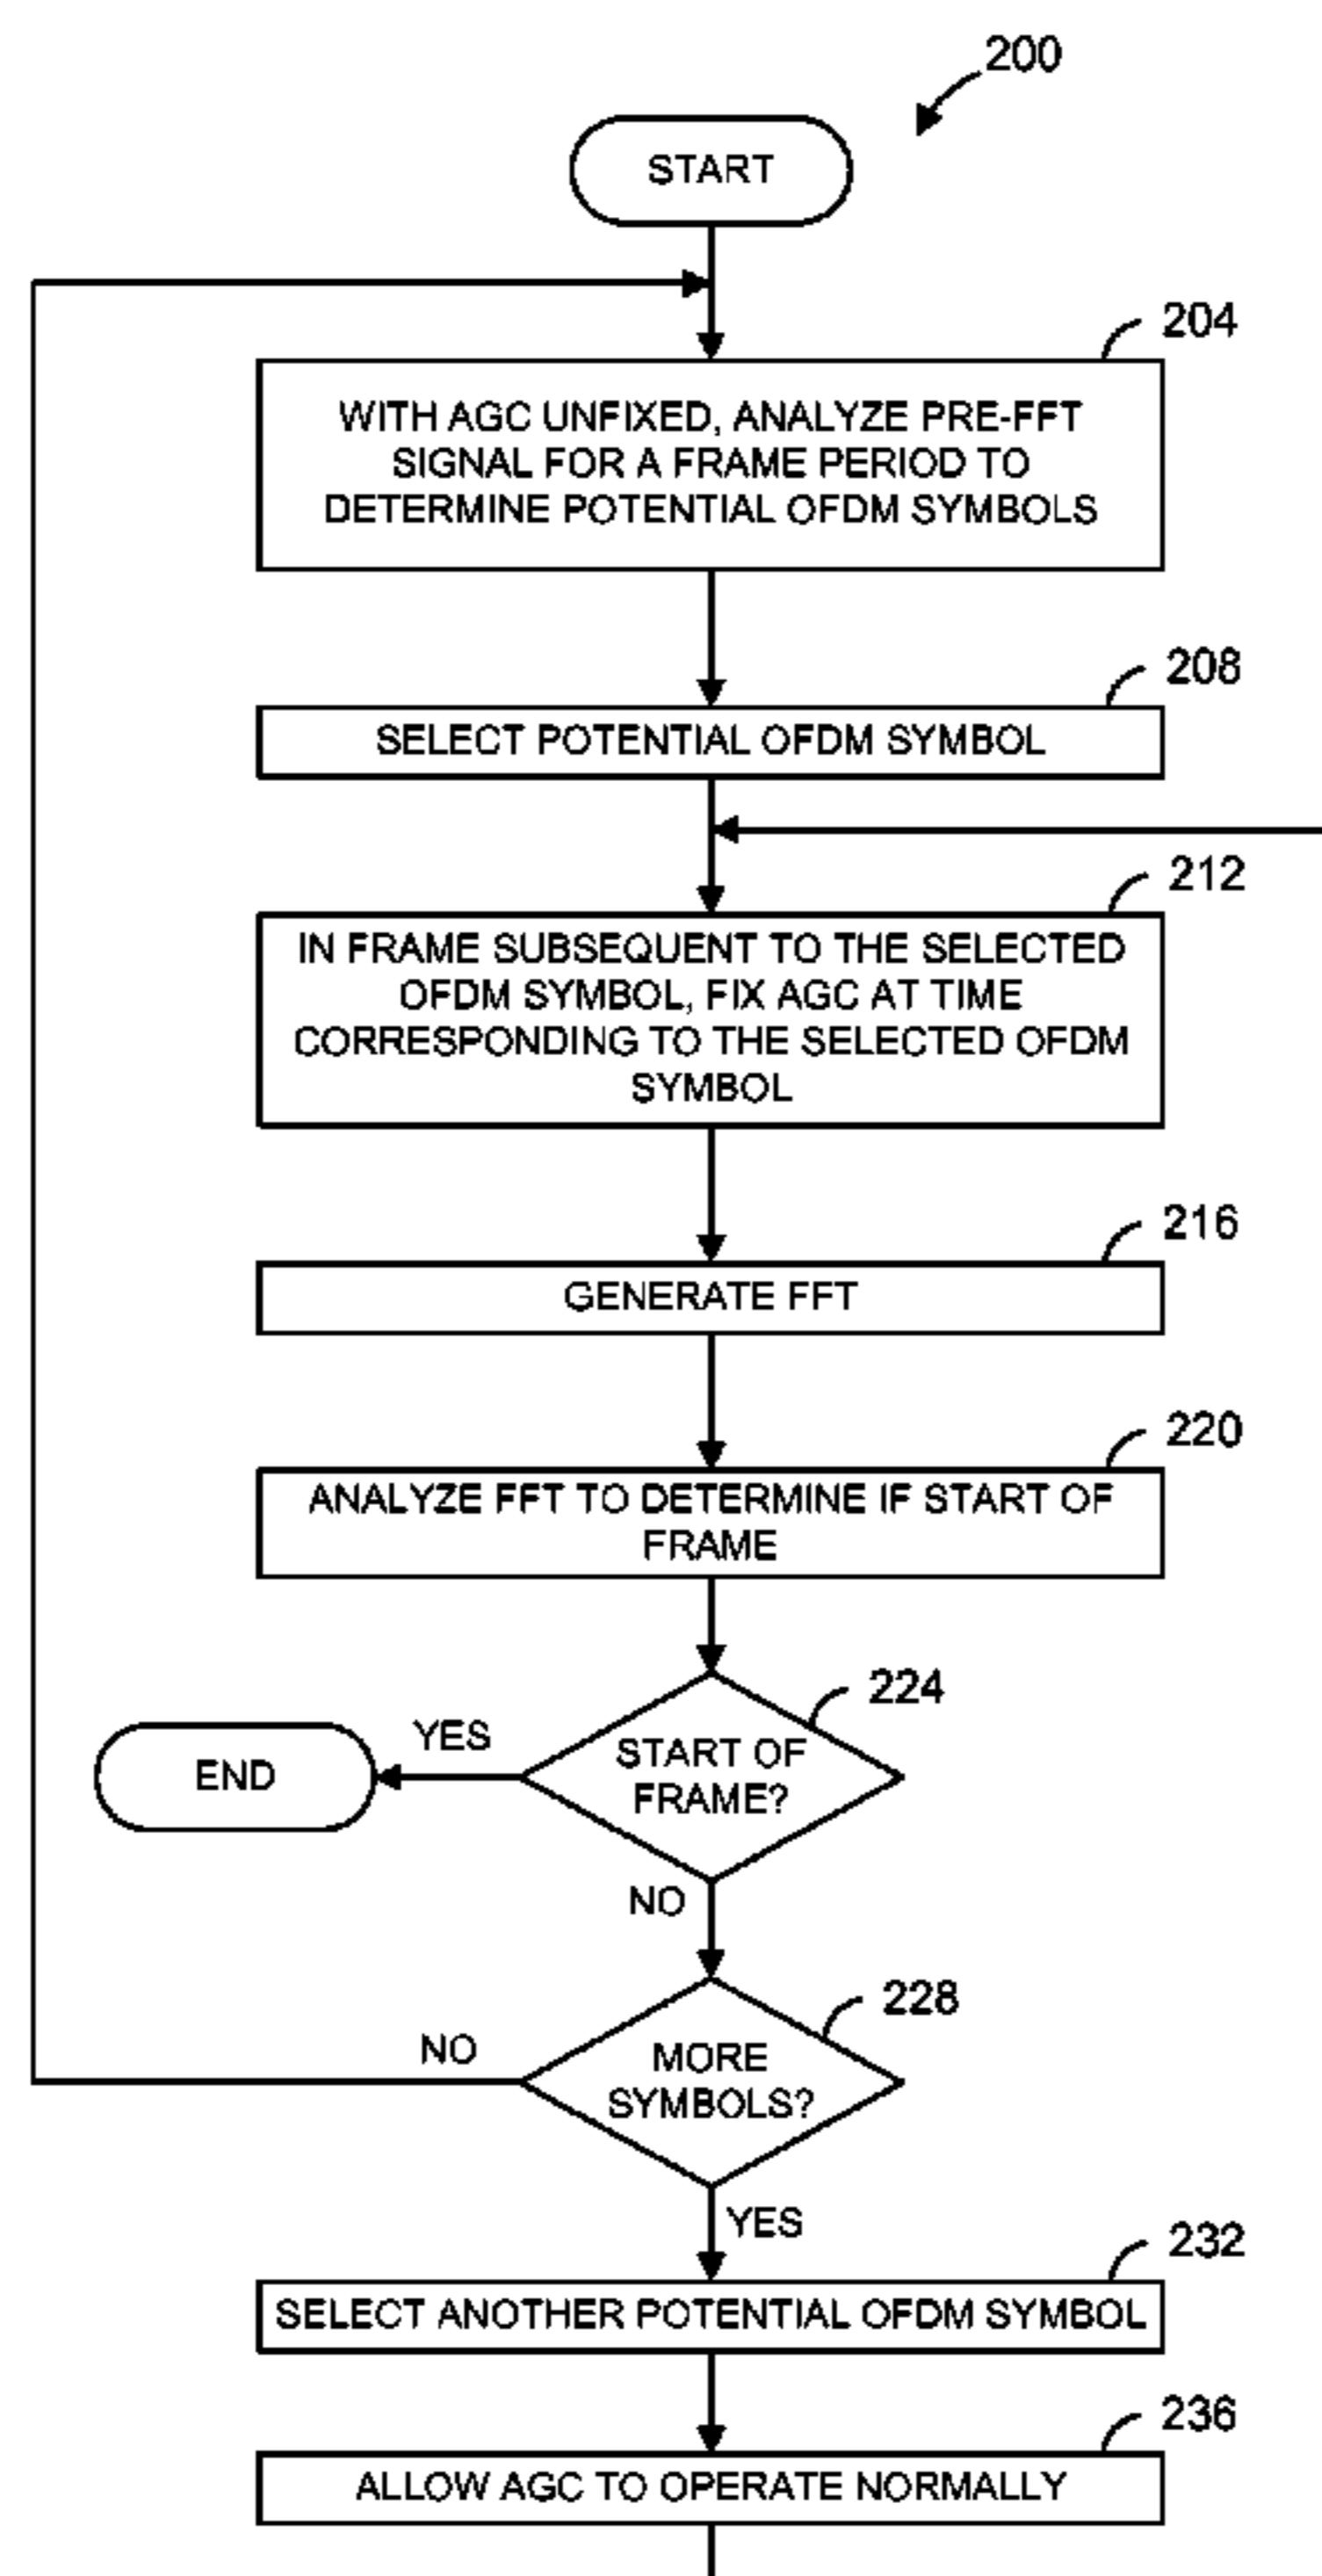 200
START
204
WITH AGC UNFIXED, ANALYZE PRE-FFT
SIGNAL FOR A FRAME PERIOD TO
DETERMINE POTENTIAL OFDM SYMBOLS
208
SELECT POTENTIAL OFDM SYMBOL
212
IN FRAME SUBSEQUENT TO THE SELECTED
OFDM SYMBOL, FIX AGC AT TIME
CORRESPONDING TO THE SELECTED OFDM
SYMBOL
216
GENERATE FFT
220
ANALYZE FFT TO DETERMINE IF START OF
FRAME
224
START OF
FRAME?
YES
END
NO
228
MORE
SYMBOLS?
NO
YES
232
SELECT ANOTHER POTENTIAL OFDM SYMBOL
236
ALLOW AGC TO OPERATE NORMALLY